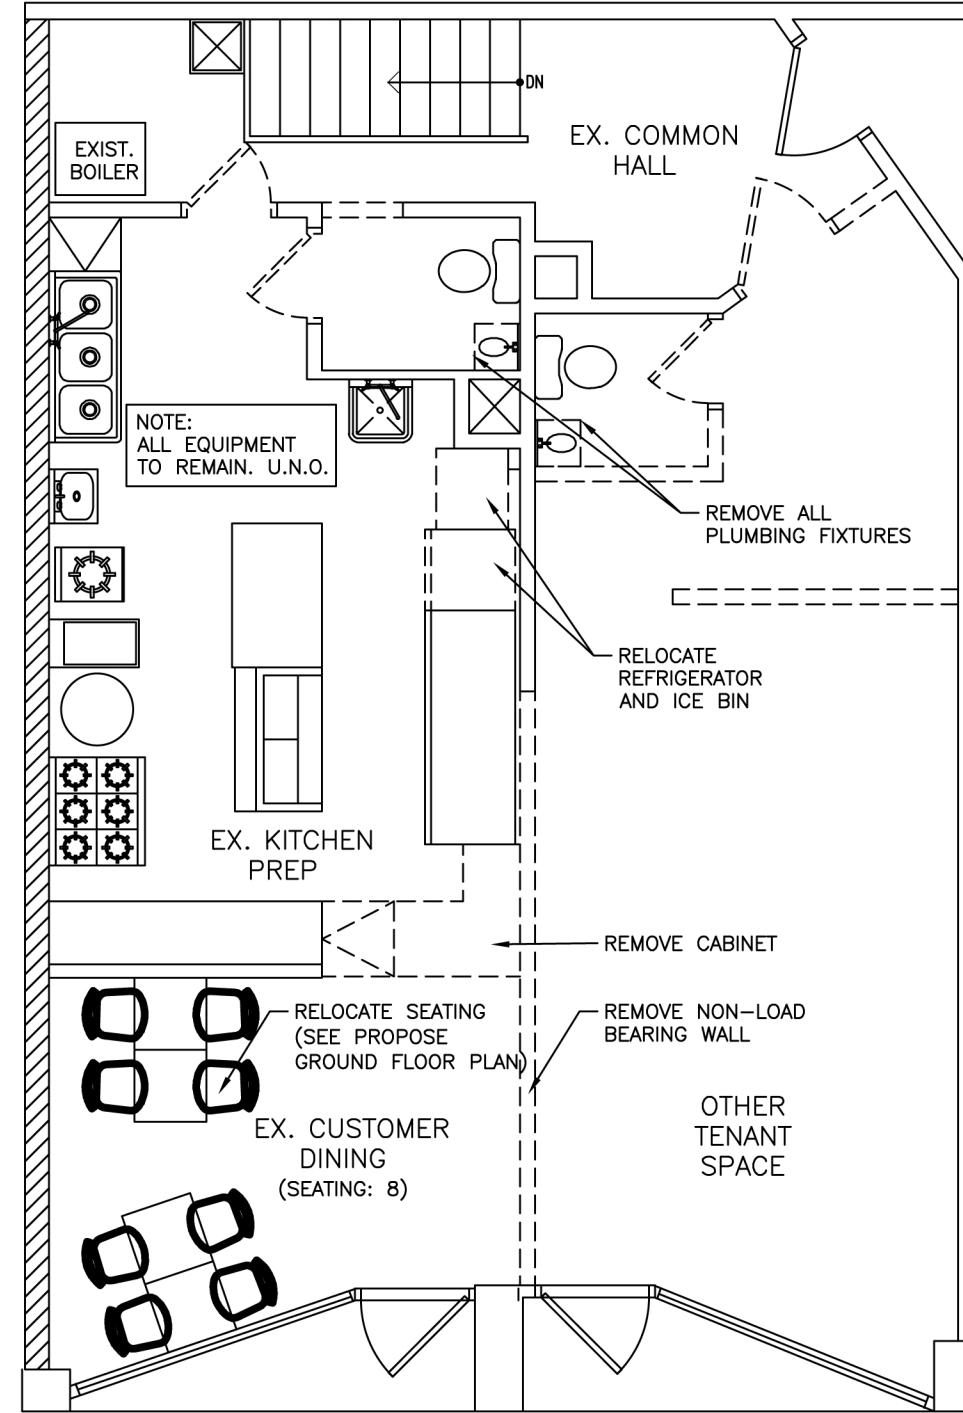 DN
EX. COMMON
HALL
EXIST.
BOILER
NOTE:
ALL EQUIPMENT
TO REMAIN. U.N.O.
REMOVE ALL
PLUMBING FIXTURES
RELOCATE
REFRIGERATOR
AND ICE BIN
EX. KITCHEN
PREP
REMOVE CABINET
RELOCATE SEATING
(SEE PROPOSE
GROUND FLOOR PLAN)
REMOVE NON-LOAD
BEARING WALL
EX. CUSTOMER
DINING
(SEATING: 8)
OTHER
TENANT
SPACE